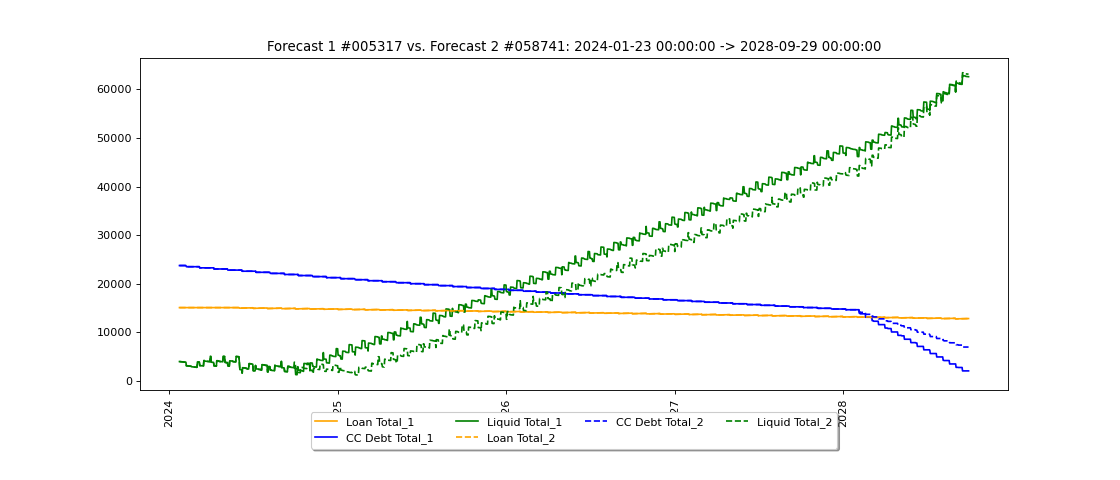 Forecast 1 #005317 vs. Forecast 2 #058741: 2024-01-23 00:00:00 -> 2028-09-29 00:00:00
60000
50000
40000
30000
20000
10000
0
2024
25
26
27
2028
Loan Total_1
Liquid Total_1
CC Debt Total_2
Liquid Total_2
CC Debt Total_1
Loan Total_2